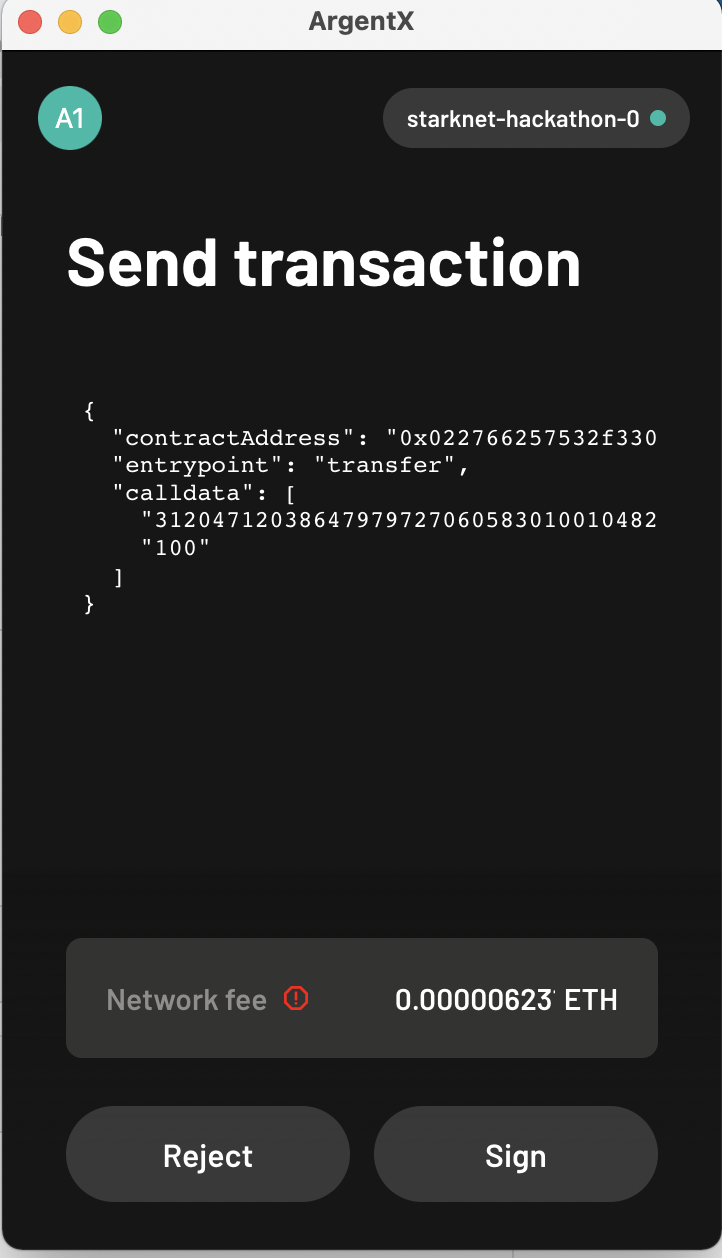 ArgentX
A1
starknet-hackathon-0
Send transaction
{
"contractAddress": "0x022766257532f330
"entrypoint": "transfer",
"calldata": [
"31204712038647979727060583010010482
"100"
]
}
Network fee
0.00000623 ETH
Reject
Sign